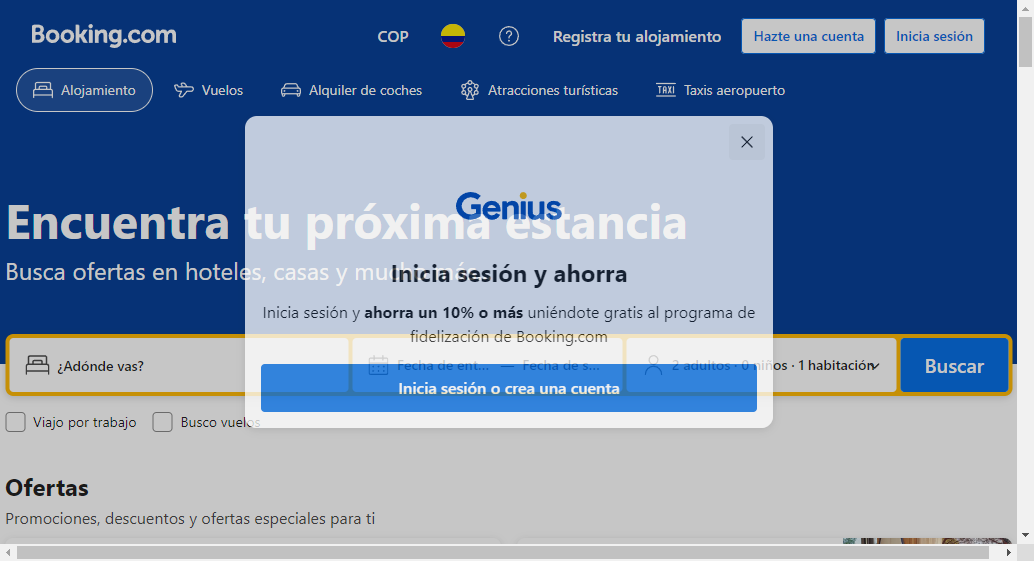 Booking.com
COP
Registra tu alojamiento
Hazte una cuenta
Inicia sesión
Alojamiento
Vuelos
Alquiler de coches
Atracciones turísticas
TAXI Taxis aeropuerto
Encuentra tu próxima estancia
Busca ofertas en hoteles, casas y mucho más...
Genius
Inicia sesión y ahorra
Inicia sesión y ahorra un 10% o más uniéndote gratis al programa de
fidelización de Booking.com
¿Adónde vas?
Fecha de ent... — Fecha de s...
2 adultos · 0 niños · 1 habitación
Buscar
Inicia sesión o crea una cuenta
Viajo por trabajo
Busco vuelos
Ofertas
Promociones, descuentos y ofertas especiales para ti